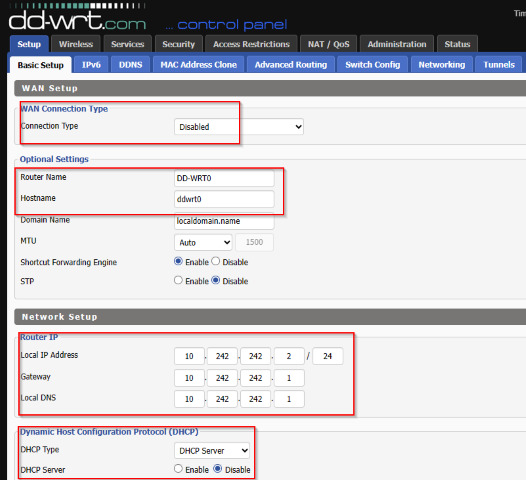 dd-wrt.com ... control panel
Tim
Setup Wireless Services Security Access Restrictions NAT / QoS Administration Status
Basic Setup IPv6 DDNS MAC Address Clone Advanced Routing Switch Config Networking Tunnels
WAN Setup
WAN Connection Type
Connection Type Disabled
Optional Settings
Router Name DD-WRT0
Hostname ddwrt0
Domain Name localdomain.name
MTU Auto 1500
Shortcut Forwarding Engine Enable Disable
STP Enable Disable
Network Setup
Router IP
Local IP Address 10 . 242 . 242 . 2 / 24
Gateway 10 . 242 . 242 . 1
Local DNS 10 . 242 . 242 . 1
Dynamic Host Configuration Protocol (DHCP)
DHCP Type DHCP Server
DHCP Server Enable Disable